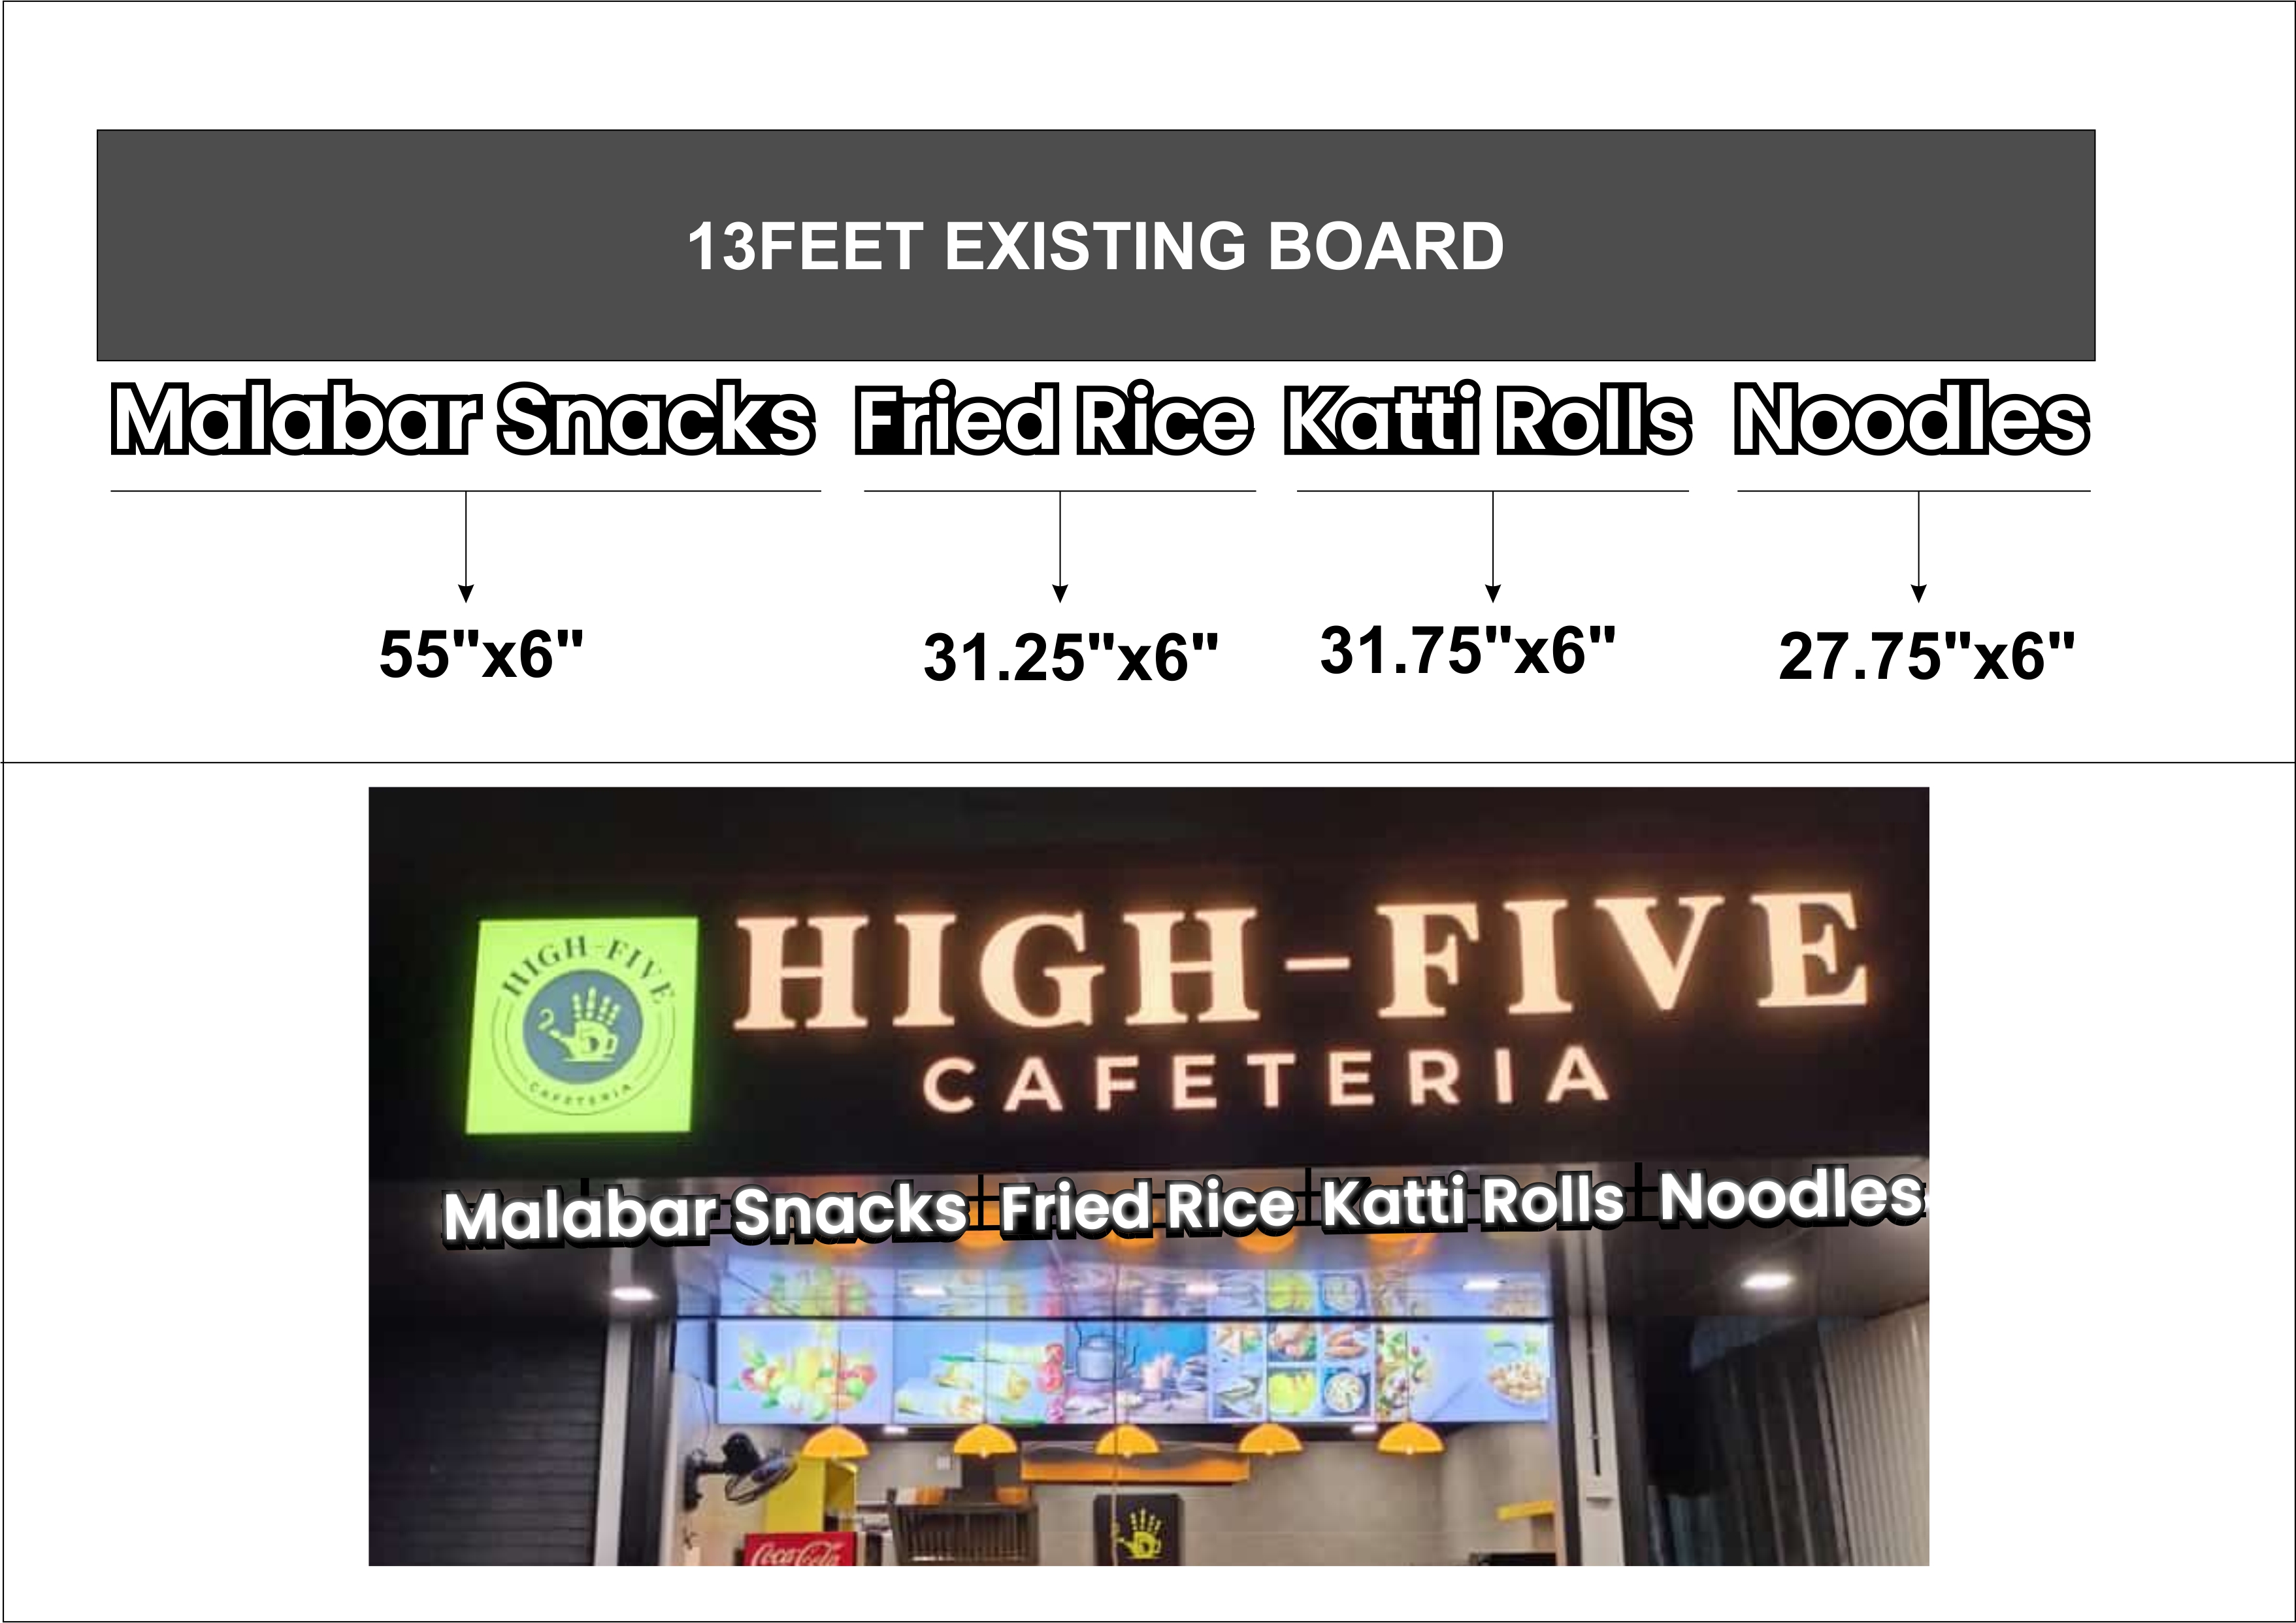 13FEET EXISTING BOARD
Malabar Snacks Fried Rice Katti Rolls Noodles
55"x6" 31.25"x6" 31.75"x6" 27.75"x6"
HIGH-FIVE
CAFETERIA
HIGH-FIVE
CAFETERIA
Malabar Snacks Fried Rice Katti Rolls Noodles
Coca-Cola